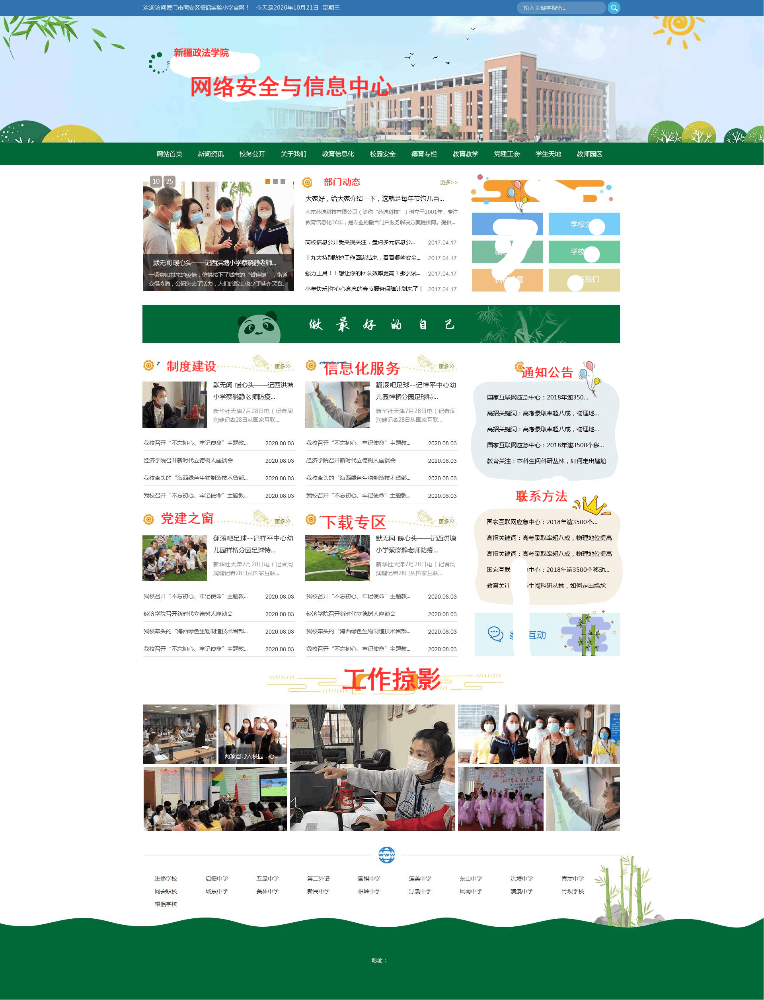 欢迎访问厦门市同安区梧侣实验小学官网！ 今天是2020年10月21日 星期三
输入关键字搜索...
新疆政法学院
网络安全与信息中心
网站首页 新闻资讯 校务公开 关于我们 教育信息化 校园安全 德育专栏 教育教学 党建工会 学生天地 教师园区
10 25
書香墨趣
默无闻 暖心头——记西洪塘小学蔡晓静老师...
一场突如其来的疫情，仿佛按下了城市的“暂停键”，街道
变得冷清，公园失去了活力，人们的脸上也少了些许笑容。
部门动态 更多>>
大家好，给大家介绍一下，这就是每年节约几百...
南京苏迪科技有限公司（简称“苏迪科技”）创立于2001年，专注
教育信息化16年，是专业的融合门户服务解决方案提供商。提供...
高校信息公开受央视关注，盘点多元信息公... 2017.04.17
十九大特别防护工作圆满结束，看看哪些安全... 2017.04.17
强力工具！！想让你的团队效率更高？那么试... 2017.04.17
小年快乐|你心心念念的春节服务保障计划来了！ 2017.04.17
学校文
学校
置
系我们
做最好的自己
制度建设 更多>>
默无闻 暖心头——记西洪塘
小学蔡晓静老师防疫...
新华社天津7月28日电（记者周
润健记者28日从国家互联...
我校召开“不忘初心、牢记使命”主题教... 2020.08.03
经济学院召开新时代立德树人座谈会 2020.08.03
我校牵头的“海西绿色生物制造技术省部... 2020.08.03
我校召开“不忘初心、牢记使命”主题教... 2020.08.03
信息化服务 更多>>
翻滚吧足球--记祥平中心幼
儿园祥桥分园足球特...
新华社天津7月28日电（记者周
润健记者28日从国家互联...
我校召开“不忘初心、牢记使命”主题教... 2020.08.03
经济学院召开新时代立德树人座谈会 2020.08.03
我校牵头的“海西绿色生物制造技术省部... 2020.08.03
我校召开“不忘初心、牢记使命”主题教... 2020.08.03
通知公告
国家互联网应急中心：2018年逾350...
高招关键词：高考录取率超八成，物理地...
高招关键词：高考录取率超八成，物理地...
国家互联网应急中心：2018年逾3500个移...
教育关注：本科生闯科研丛林，如何走出尴尬
党建之窗 更多>>
翻滚吧足球--记祥平中心幼
儿园祥桥分园足球特...
新华社天津7月28日电（记者周
润健记者28日从国家互联...
我校召开“不忘初心、牢记使命”主题教... 2020.08.03
经济学院召开新时代立德树人座谈会 2020.08.03
我校牵头的“海西绿色生物制造技术省部... 2020.08.03
我校召开“不忘初心、牢记使命”主题教... 2020.08.03
下载专区 更多>>
默无闻 暖心头——记西洪塘
小学蔡晓静老师防疫...
新华社天津7月28日电（记者周
润健记者28日从国家互联...
我校召开“不忘初心、牢记使命”主题教... 2020.08.03
经济学院召开新时代立德树人座谈会 2020.08.03
我校牵头的“海西绿色生物制造技术省部... 2020.08.03
我校召开“不忘初心、牢记使命”主题教... 2020.08.03
联系方法
国家互联网应急中心：2018年逾3500个...
高招关键词：高考录取率超八成，物理地位提高
高招关键词：高考录取率超八成，物理地位提高
国家互联 急中心：2018年逾3500个移动...
教育关注 科生闯科研丛林，如何走出尴尬
互动
工作掠影
两项督导入校园，心...
WWW
进修学校 启悟中学 五显中学 第二外语 国祺中学 莲美中学 东山中学 洪塘中学 育才中学
同安职校 城东中学 美林中学 新民中学 柑岭中学 汀溪中学 凤南中学 澳溪中学 竹坝学校
梧侣学校
地址：